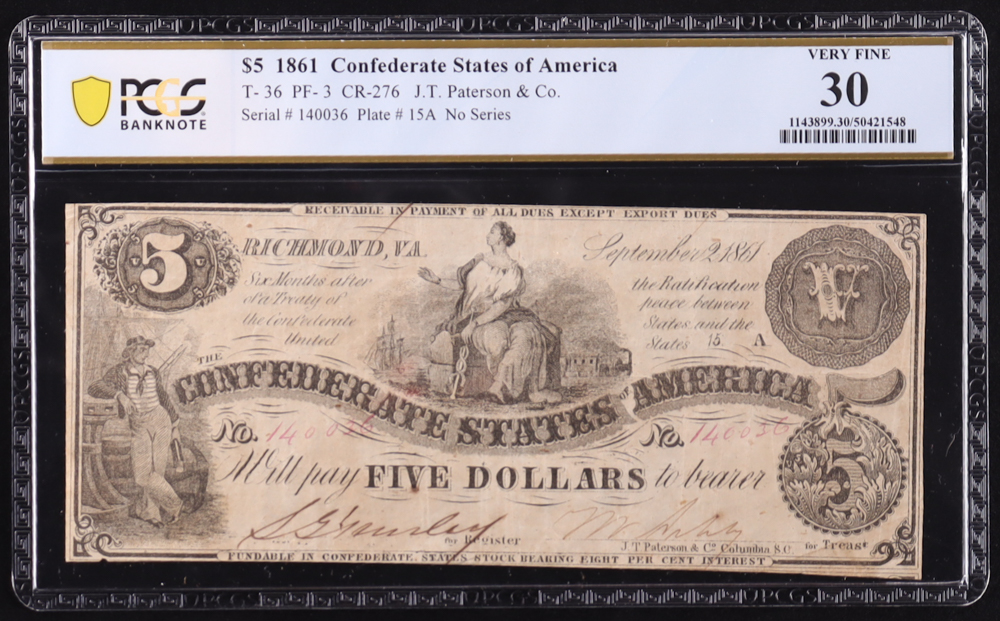 $5 1861 Confederate States of America
T- 36 PF- 3 CR-276 J.T. Paterson & Co.
Serial # 140036 Plate # 15A No Series
PCGS
BANKNOTE
VERY FINE
30
1143899.30/50421548
RECEIVABLE IN PAYMENT OF ALL DUES EXCEPT EXPORT DUES
5
RICHMOND, VA.
September 2, 1861
Six Months after
the Ratification
of a Treaty of
peace between
the Confederate
States and the
United
States 15 A
V
THE
CONFEDERATE STATES OF AMERICA
No. 140036
No. 140036
5
Will pay FIVE DOLLARS to bearer
for Register
J T Paterson & Co Columbia S.C.
for Treasr
FUNDABLE IN CONFEDERATE STATES STOCK BEARING EIGHT PER CENT INTEREST